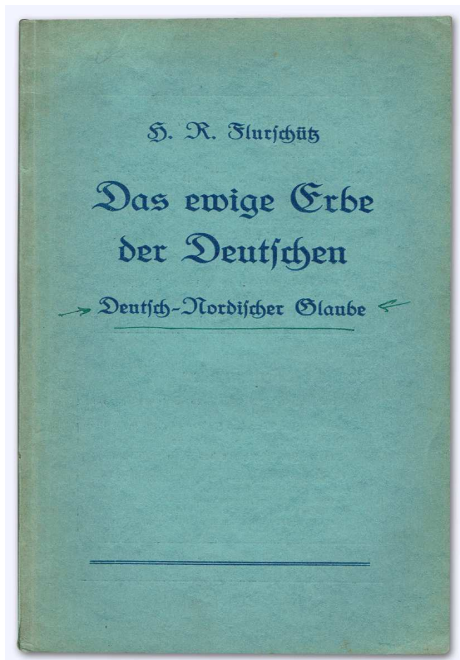 H. R. Flurschütz
Das ewige Erbe
der Deutschen
Deutsch-Nordischer Glaube